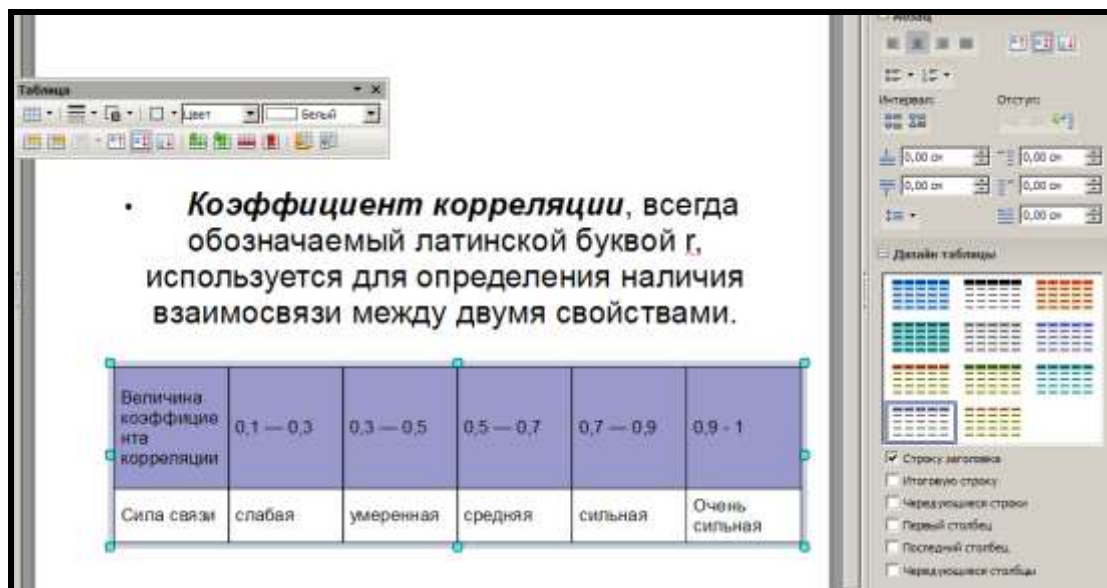 Абзац
Таблица
Цвет
Белый
Интервал:
Отступ:
0,00 см
0,00 см
0,00 см
0,00 см
0,00 см
• Коэффициент корреляции, всегда
обозначаемый латинской буквой r,
используется для определения наличия
взаимосвязи между двумя свойствами.
Величина
коэффицие
нта
корреляции
0,1 — 0,3
0,3 — 0,5
0,5 — 0,7
0,7 — 0,9
0,9 - 1
Сила связи
слабая
умеренная
средняя
сильная
Очень
сильная
Дизайн таблицы
Строку заголовка
Итоговую строку
Чередующиеся строки
Первый столбец
Последний столбец
Чередующиеся столбцы